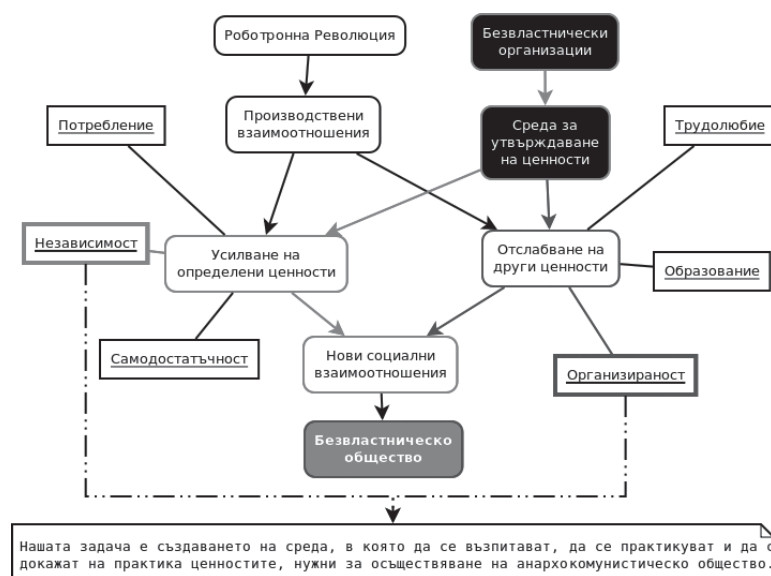 Роботронна Революция
Безвластнически
организации
Производствени
взаимоотношения
Среда за
утвърждаване
на ценности
Потребление
Трудолюбие
Независимост
Усилване на
определени ценности
Отслабване на
други ценности
Образование
Самодостатъчност
Нови социални
взаимоотношения
Организираност
Безвластническо
общество
Нашата задача е създаването на среда, в която да се възпитават, да се практикуват и да с
докажат на практика ценностите, нужни за осъществяване на анархокомунистическо общество.